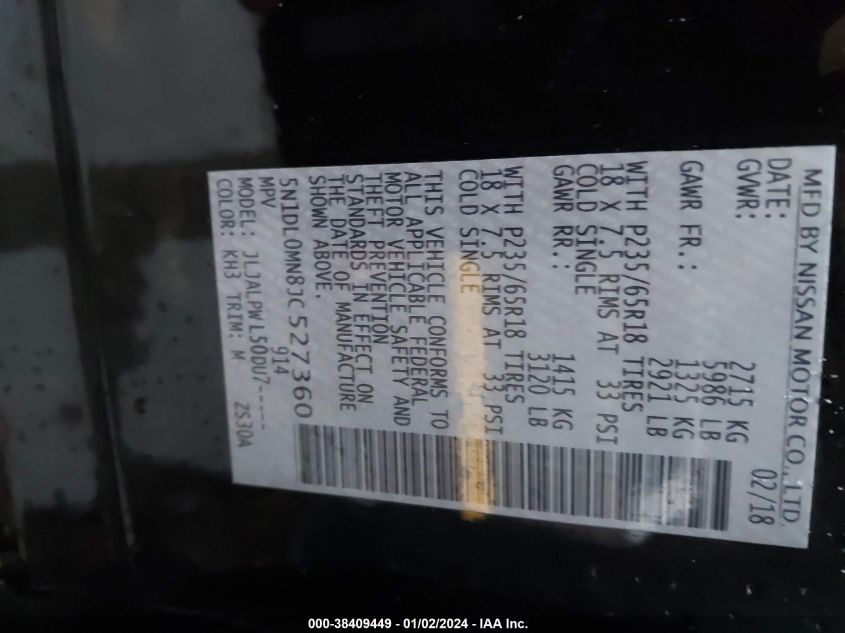 MFD BY NISSAN MOTOR CO., LTD.
DATE: 02/18
GVWR: 2715 KG
5986 LB
GAWR FR.: 1325 KG
2921 LB
WITH P235/65R18 TIRES
18 X 7.5 RIMS AT 33 PSI
COLD SINGLE
GAWR RR.: 1415 KG
3120 LB
WITH P235/65R18 TIRES
18 X 7.5 RIMS AT 33 PSI
COLD SINGLE
THIS VEHICLE CONFORMS TO
ALL APPLICABLE FEDERAL
MOTOR VEHICLE SAFETY AND
THEFT PREVENTION
STANDARDS IN EFFECT ON
THE DATE OF MANUFACTURE
SHOWN ABOVE.
5N1DL0MN8JC527360
MPV 914
MODEL: JLJALPWL50DU7-----
COLOR: KH3 TRIM: M ZS30A
000-38409449 - 01/02/2024 - IAA Inc.